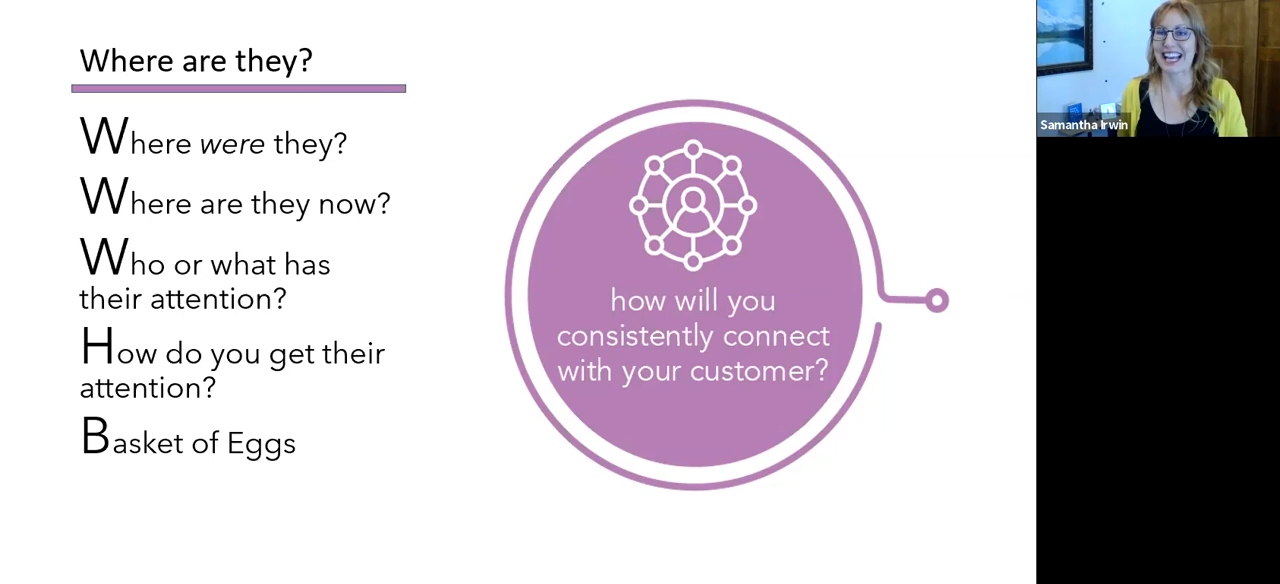 Where are they?
Where were they?
Where are they now?
Who or what has
their attention?
How do you get their
attention?
Basket of Eggs
how will you
consistently connect
with your customer?
Samantha Irwin